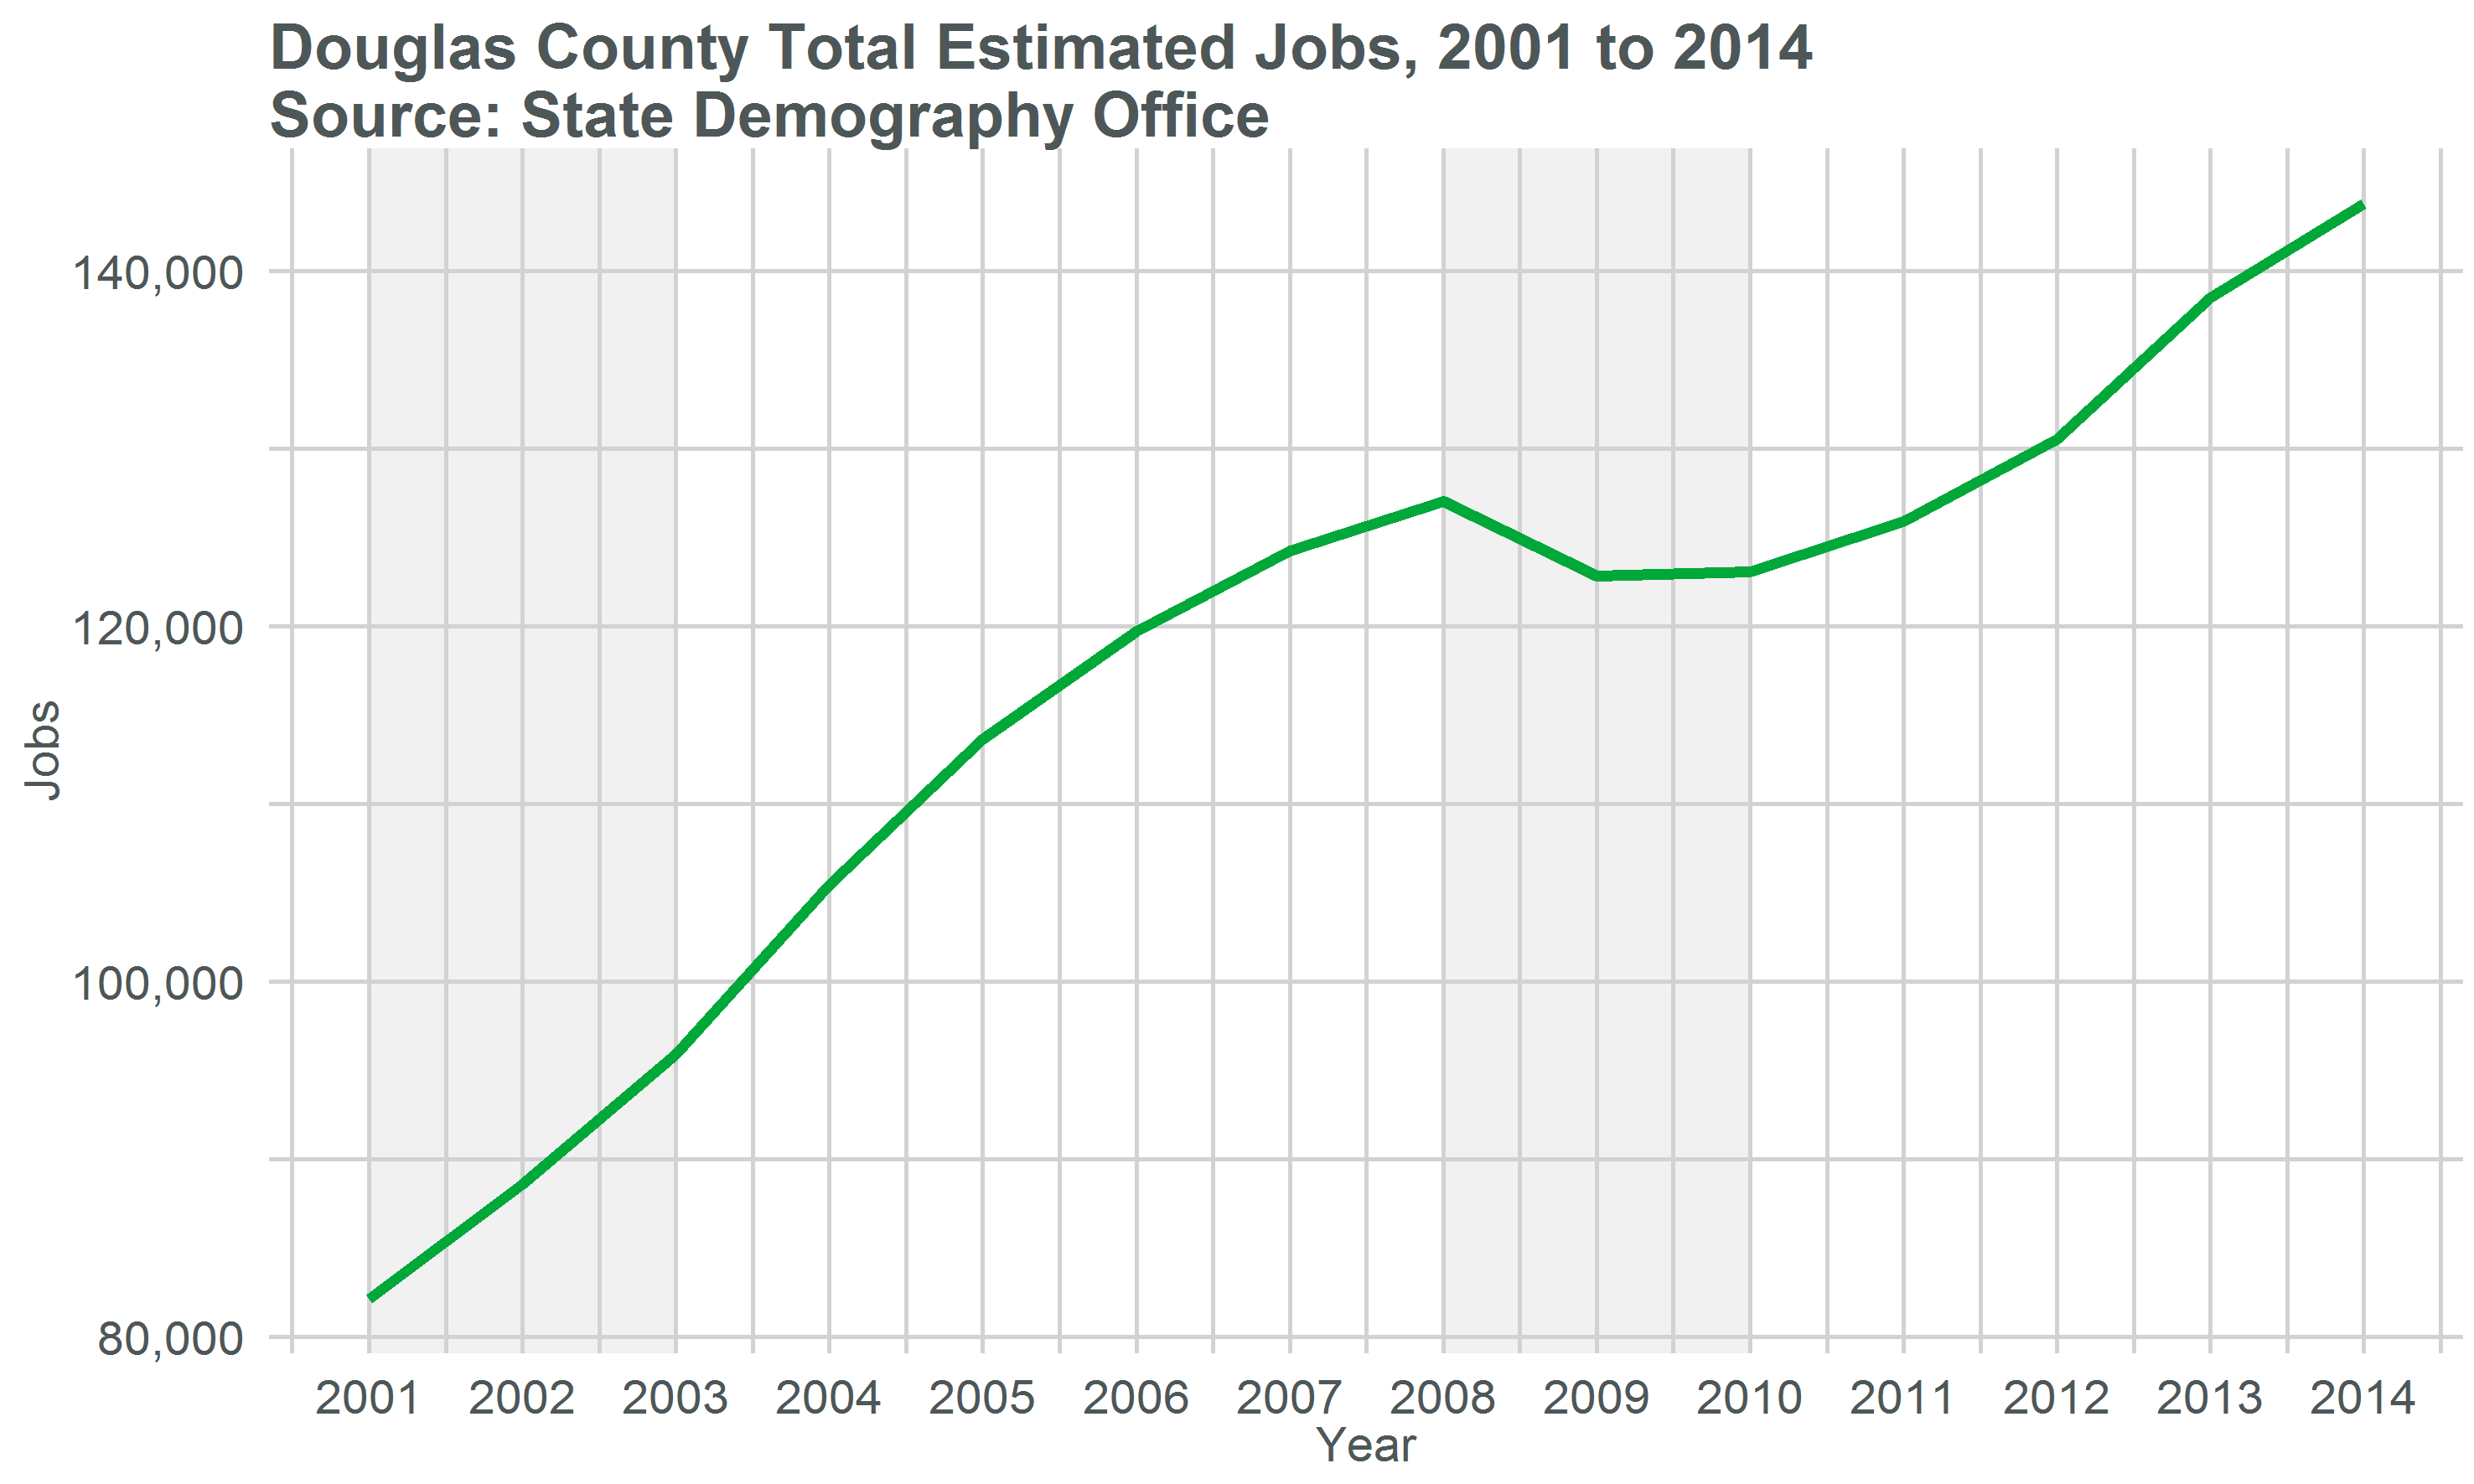 Douglas County Total Estimated Jobs, 2001 to 2014
Source: State Demography Office
140,000
120,000
100,000
80,000
Jobs
2001 2002 2003 2004 2005 2006 2007 2008 2009 2010 2011 2012 2013 2014
Year